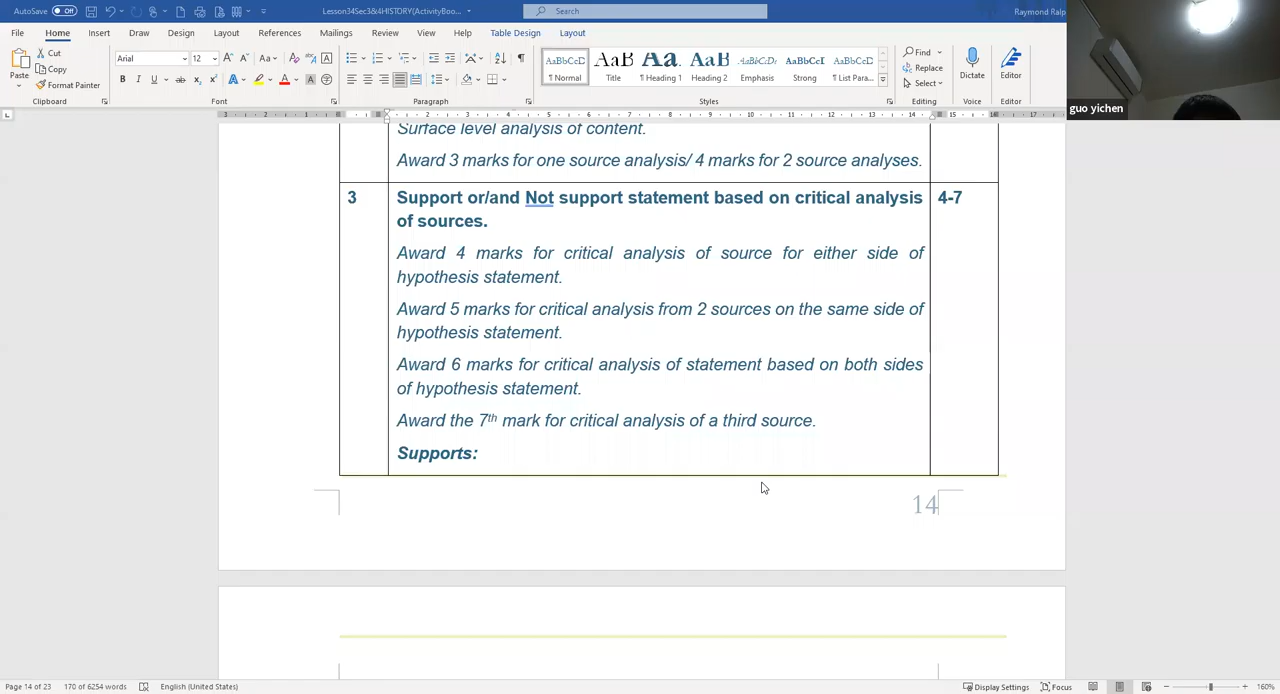 AutoSave Off Lesson34Sec3&4HISTORY(ActivityBoo... Search Raymond Ralp
File Home Insert Draw Design Layout References Mailings Review View Help Table Design Layout
Cut
Copy
Format Painter
Paste
Arial 12
AaBbCcDc AaB AaB AaBbC AaBbCcDc AaBbCcI AaBbCcDc
Normal Title Heading 1 Heading 2 Emphasis Strong List Para...
Find
Replace
Select
Dictate Editor
Clipboard Font Paragraph Styles Editing Voice Editor
guo yichen
Surface level analysis of content.
Award 3 marks for one source analysis/ 4 marks for 2 source analyses.
3 Support or/and Not support statement based on critical analysis 4-7
of sources.
Award 4 marks for critical analysis of source for either side of
hypothesis statement.
Award 5 marks for critical analysis from 2 sources on the same side of
hypothesis statement.
Award 6 marks for critical analysis of statement based on both sides
of hypothesis statement.
Award the 7th mark for critical analysis of a third source.
Supports:
14
Page 14 of 23 170 of 6254 words English (United States) Display Settings Focus 160%